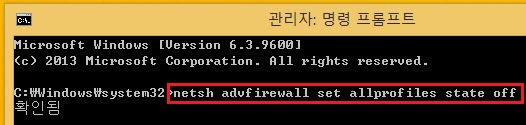 관리자: 명령 프롬프트
Microsoft Windows [Version 6.3.9600]
(c) 2013 Microsoft Corporation. All rights reserved.
C:₩Windows₩system32>netsh advfirewall set allprofiles state off
확인됨